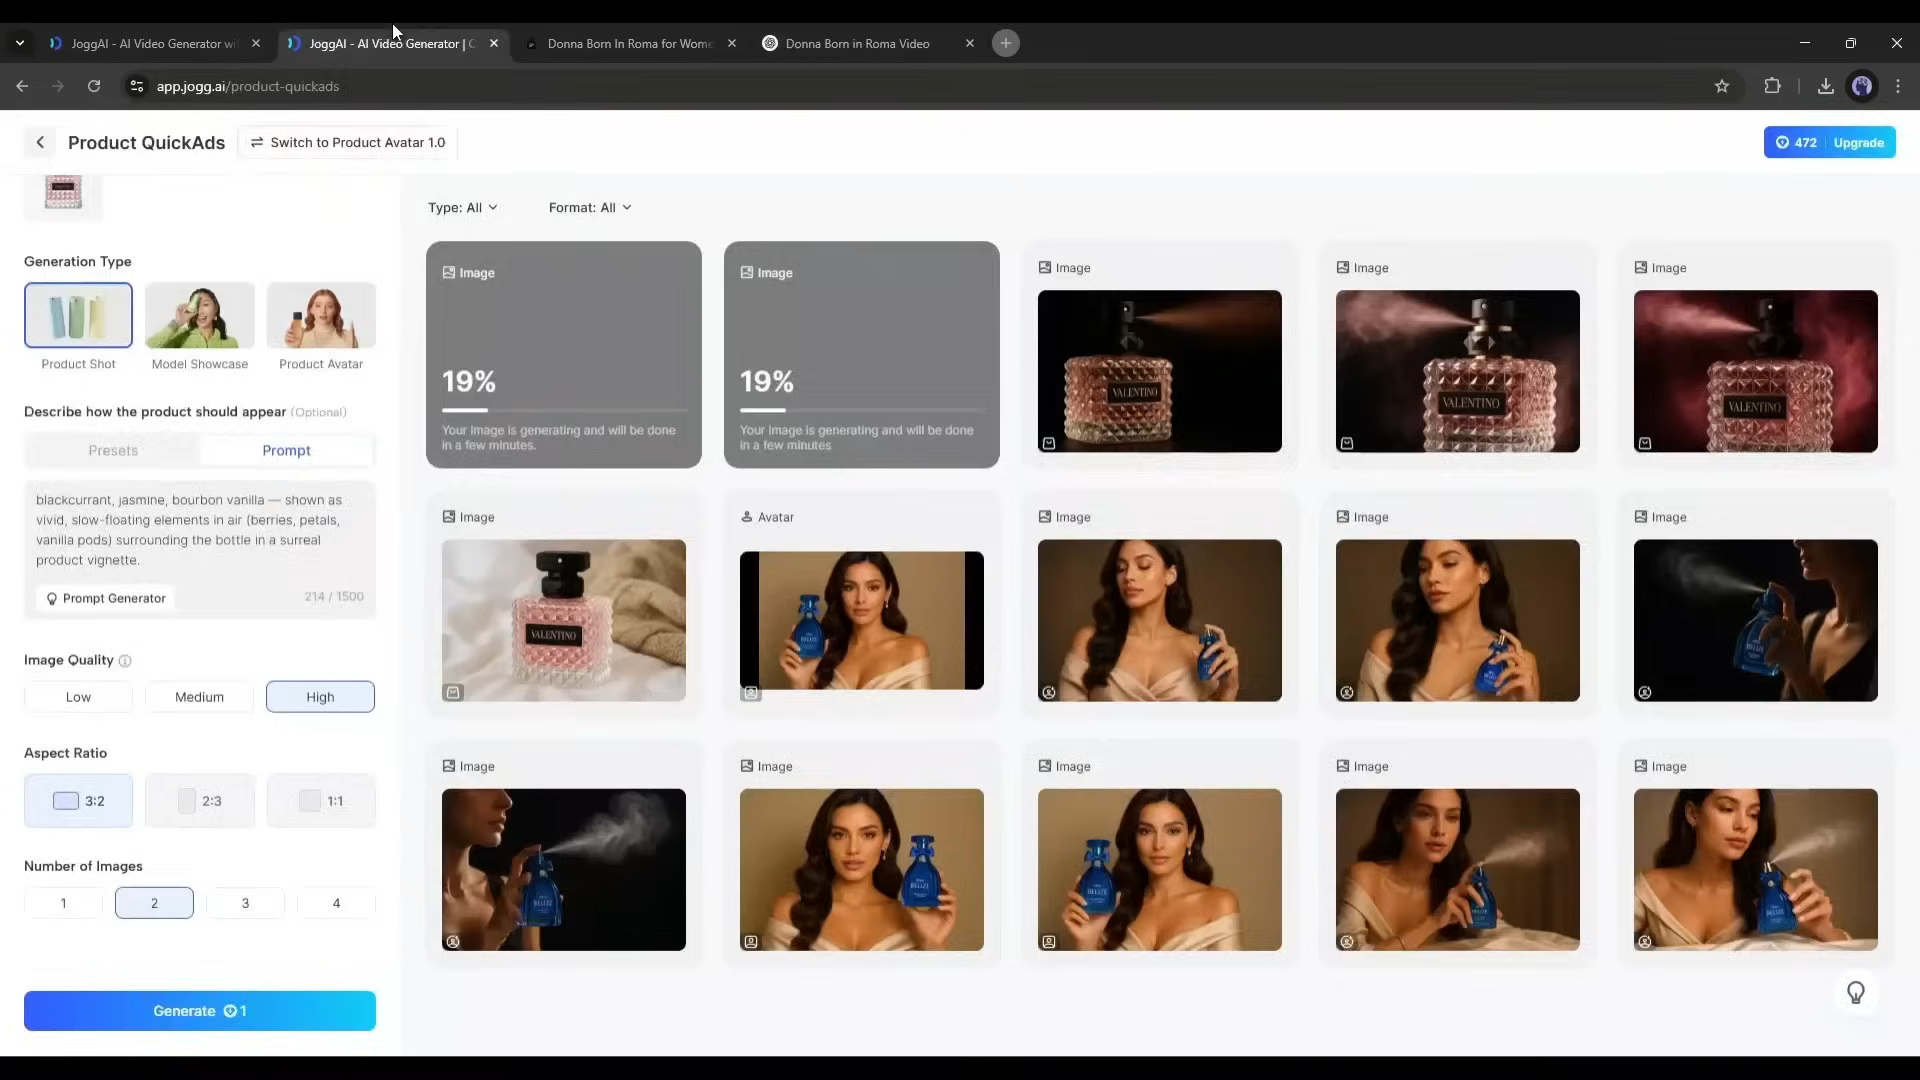 JoggAI - AI Video Generator wi
JoggAI - AI Video Generator | C
Donna Born In Roma for Wome
Donna Born in Roma Video
app.jogg.ai/product-quickads
Product QuickAds
Switch to Product Avatar 1.0
472
Upgrade
Generation Type
Product Shot
Model Showcase
Product Avatar
Describe how the product should appear (Optional)
Presets
Prompt
blackcurrant, jasmine, bourbon vanilla — shown as
vivid, slow-floating elements in air (berries, petals,
vanilla pods) surrounding the bottle in a surreal
product vignette.
Prompt Generator
214 / 1500
Image Quality
Low
Medium
High
Aspect Ratio
3:2
2:3
1:1
Number of Images
1
2
3
4
Generate 1
Type: All
Format: All
Image
19%
Your image is generating and will be done
in a few minutes.
Image
19%
Your image is generating and will be done
in a few minutes
Image
VALENTINO
Image
VALENTINO
Image
VALENTINO
Image
VALENTINO
Avatar
BELIZE
Image
Image
Image
Image
Image
BELIZE
Image
BELIZE
Image
Image
BELIZE